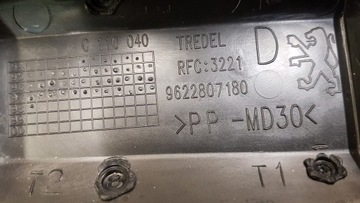 C 210 040
TREDEL
D
RFC:3221
9622807180
>PP-MD30<
T2
T1